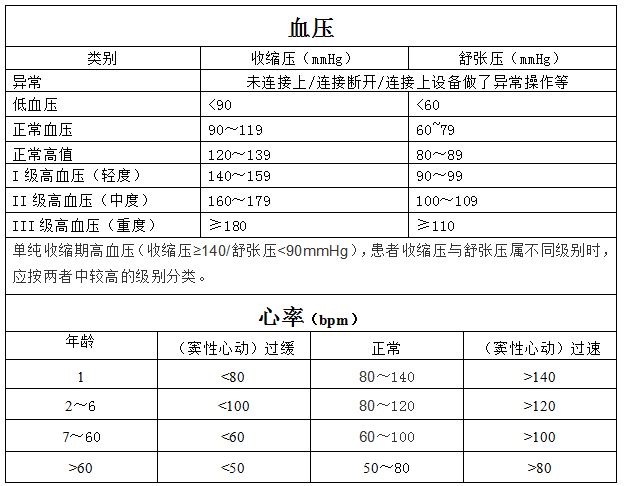 血压
类别 收缩压（mmHg） 舒张压（mmHg）
异常 未连接上/连接断开/连接上设备做了异常操作等
低血压 <90 <60
正常血压 90～119 60~79
正常高值 120～139 80～89
I 级高血压（轻度） 140～159 90～99
II 级高血压（中度） 160～179 100～109
III 级高血压（重度） ≥180 ≥110
单纯收缩期高血压（收缩压≥140/舒张压<90mmHg），患者收缩压与舒张压属不同级别时，
应按两者中较高的级别分类。
心率（bpm）
年龄 （窦性心动）过缓 正常 （窦性心动）过速
1 <80 80～140 >140
2～6 <100 80～120 >120
7～60 <60 60～100 >100
>60 <50 50～80 >80